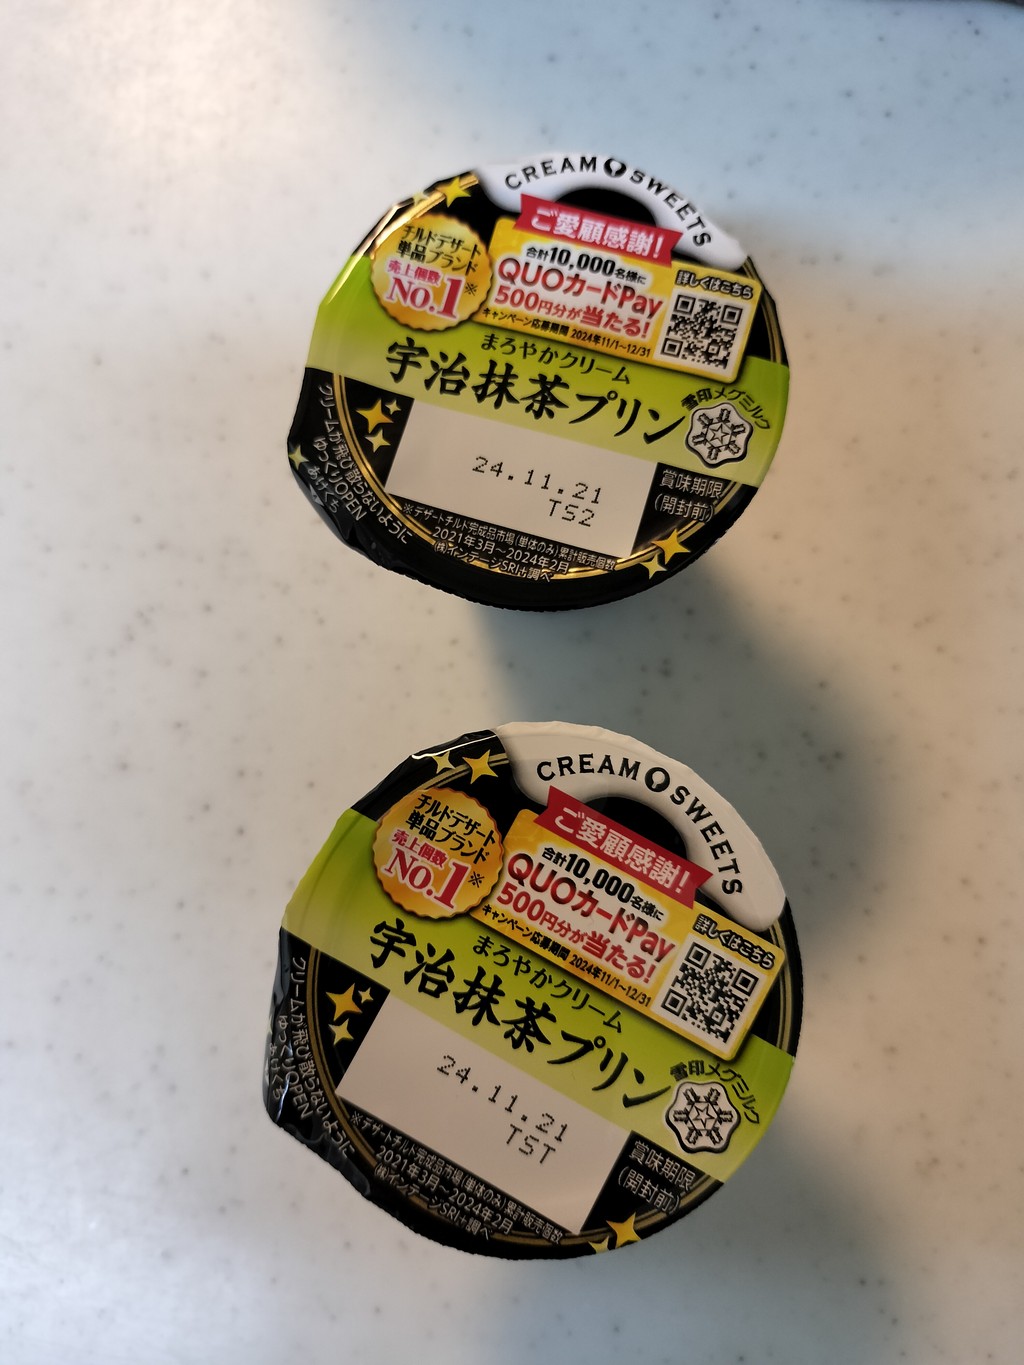 CREAM SWEETS
ご愛顧感謝!
チルドデザート
単品ブランド
売上個数
No.1※
合計10,000名様に
QUOカードPay
500円分が当たる!
キャンペーン応募期間 2024年11/1~12/31
詳しくはこちら
まろやかクリーム
宇治抹茶プリン
雪印メグミルク
24.11.21
TS2
賞味期限
(開封前)
クリームが飛び散らないように
ゆっくりOPEN
あけくち
※デザートチルド完成品市場(単体のみ)累計販売個数
2021年3月~2024年2月
(株)インテージSRI+調べ
CREAM SWEETS
ご愛顧感謝!
チルドデザート
単品ブランド
売上個数
No.1※
合計10,000名様に
QUOカードPay
500円分が当たる!
キャンペーン応募期間 2024年11/1~12/31
詳しくはこちら
まろやかクリーム
宇治抹茶プリン
雪印メグミルク
24.11.21
TST
賞味期限
(開封前)
クリームが飛び散らないように
ゆっくりOPEN
あけくち
※デザートチルド完成品市場(単体のみ)累計販売個数
2021年3月~2024年2月
(株)インテージSRI+調べ